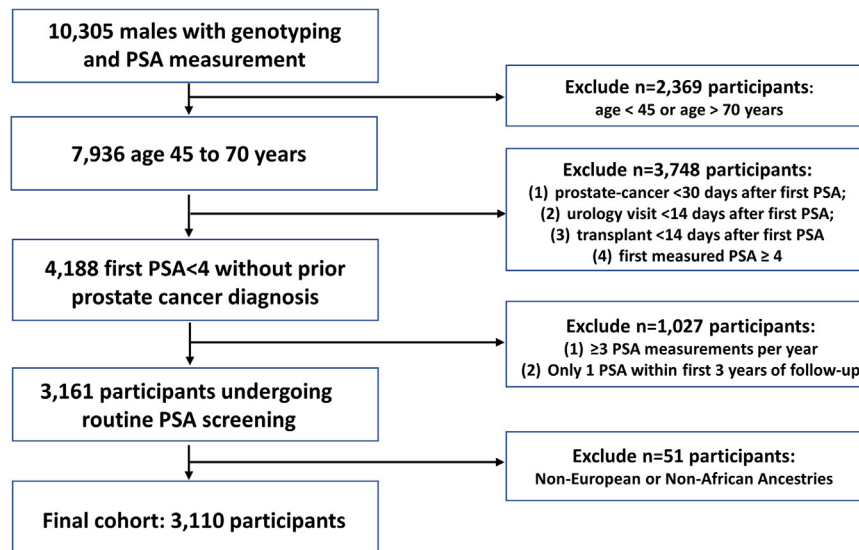 10,305 males with genotyping
and PSA measurement
Exclude n=2,369 participants:
age < 45 or age > 70 years
7,936 age 45 to 70 years
Exclude n=3,748 participants:
(1) prostate-cancer <30 days after first PSA;
(2) urology visit <14 days after first PSA;
(3) transplant <14 days after first PSA
(4) first measured PSA ≥ 4
4,188 first PSA<4 without prior
prostate cancer diagnosis
Exclude n=1,027 participants:
(1) ≥3 PSA measurements per year
(2) Only 1 PSA within first 3 years of follow-up
3,161 participants undergoing
routine PSA screening
Exclude n=51 participants:
Non-European or Non-African Ancestries
Final cohort: 3,110 participants